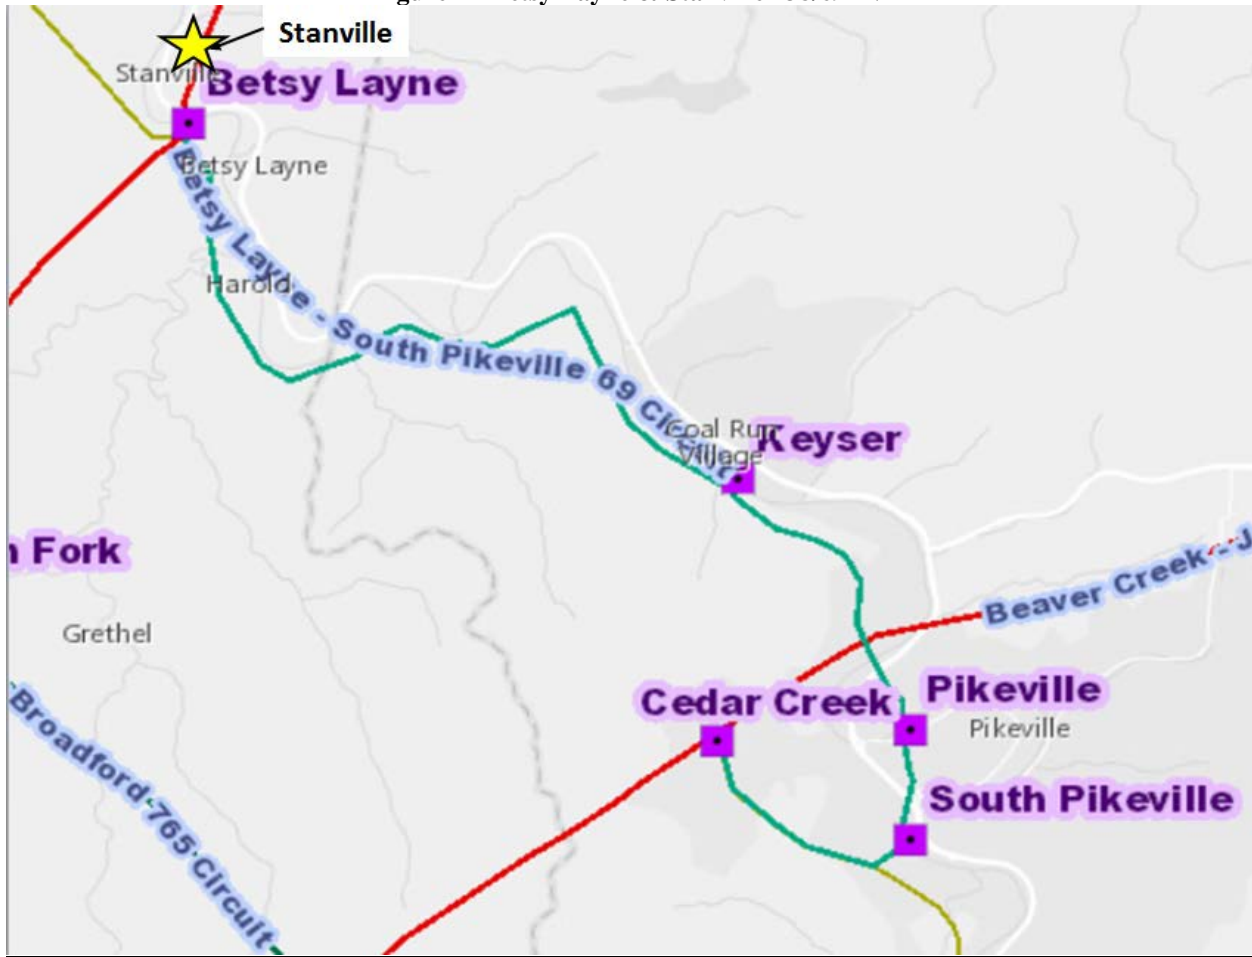 Stanville
Stanville
Betsy Layne
Betsy Layne
Betsy Layne - South Pikeville 69 Circuit
Harold
Coal Run
Village
Keyser
n Fork
Beaver Creek - J
Grethel
Cedar Creek
Pikeville
Pikeville
Broadford 765 Circuit
South Pikeville